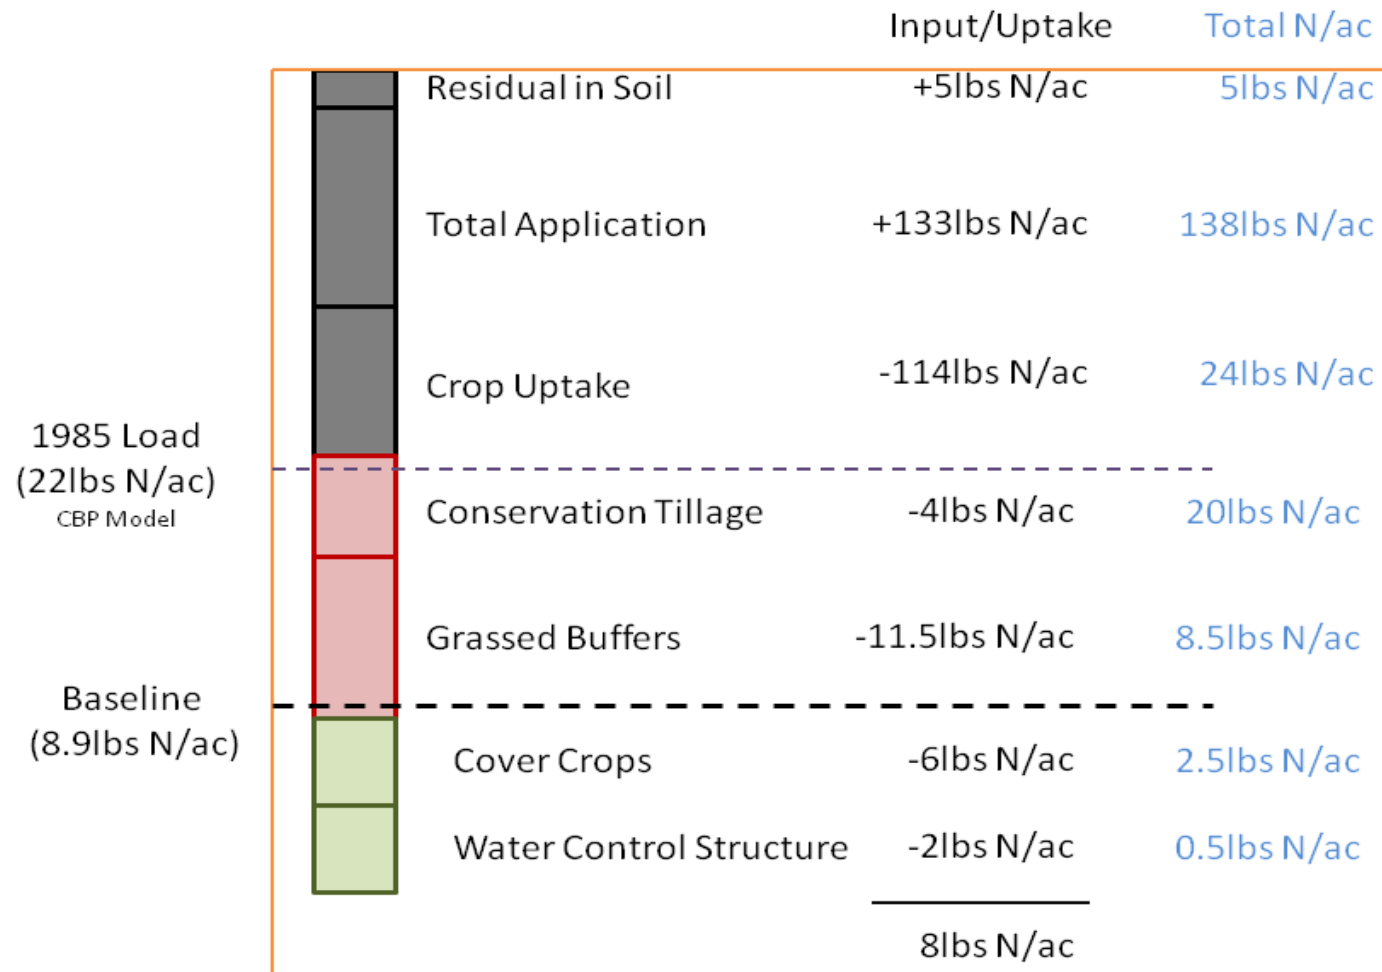 Input/Uptake Total N/ac
Residual in Soil +5lbs N/ac 5lbs N/ac
Total Application +133lbs N/ac 138lbs N/ac
Crop Uptake -114lbs N/ac 24lbs N/ac
1985 Load
(22lbs N/ac)
CBP Model
Conservation Tillage -4lbs N/ac 20lbs N/ac
Grassed Buffers -11.5lbs N/ac 8.5lbs N/ac
Baseline
(8.9lbs N/ac)
Cover Crops -6lbs N/ac 2.5lbs N/ac
Water Control Structure -2lbs N/ac 0.5lbs N/ac
8lbs N/ac